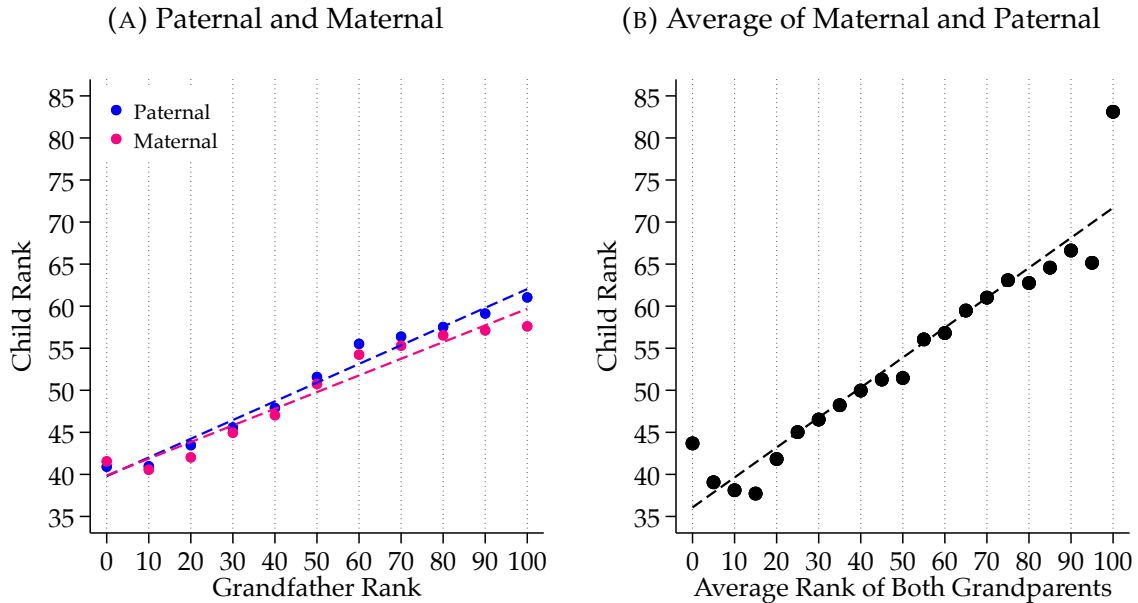 (A) Paternal and Maternal
85
80
75
70
65
60
55
50
45
40
35
Child Rank
Paternal
Maternal
0 10 20 30 40 50 60 70 80 90 100
Grandfather Rank
(B) Average of Maternal and Paternal
85
80
75
70
65
60
55
50
45
40
35
Child Rank
0 10 20 30 40 50 60 70 80 90 100
Average Rank of Both Grandparents